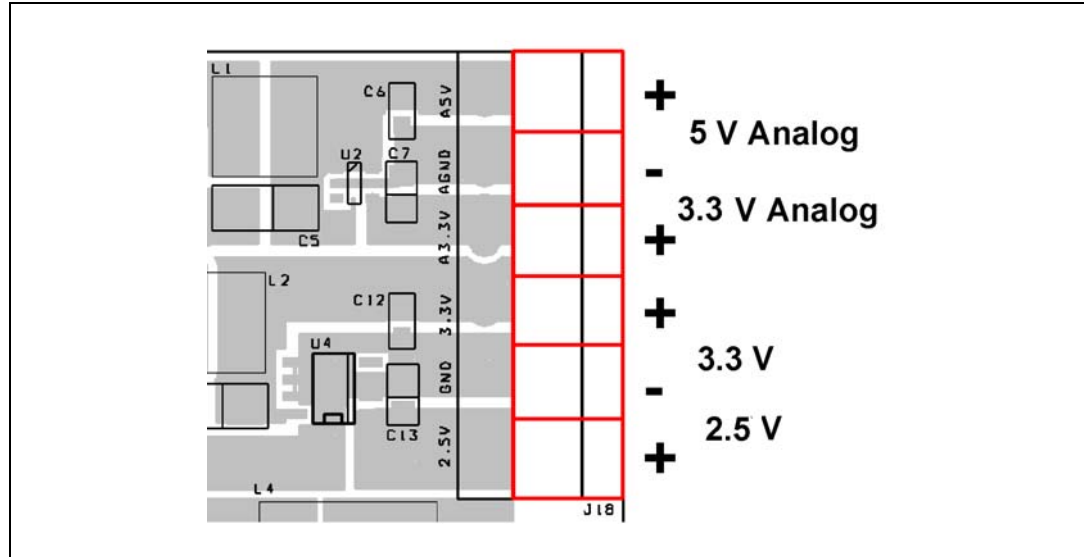 L1
C6
A5V
+
5 V Analog
U2
C7
AGND
-
3.3 V Analog
C5
A3.3V
+
L2
C12
3.3V
+
U4
3.3 V
GND
-
C13
2.5 V
2.5V
+
L4
J18